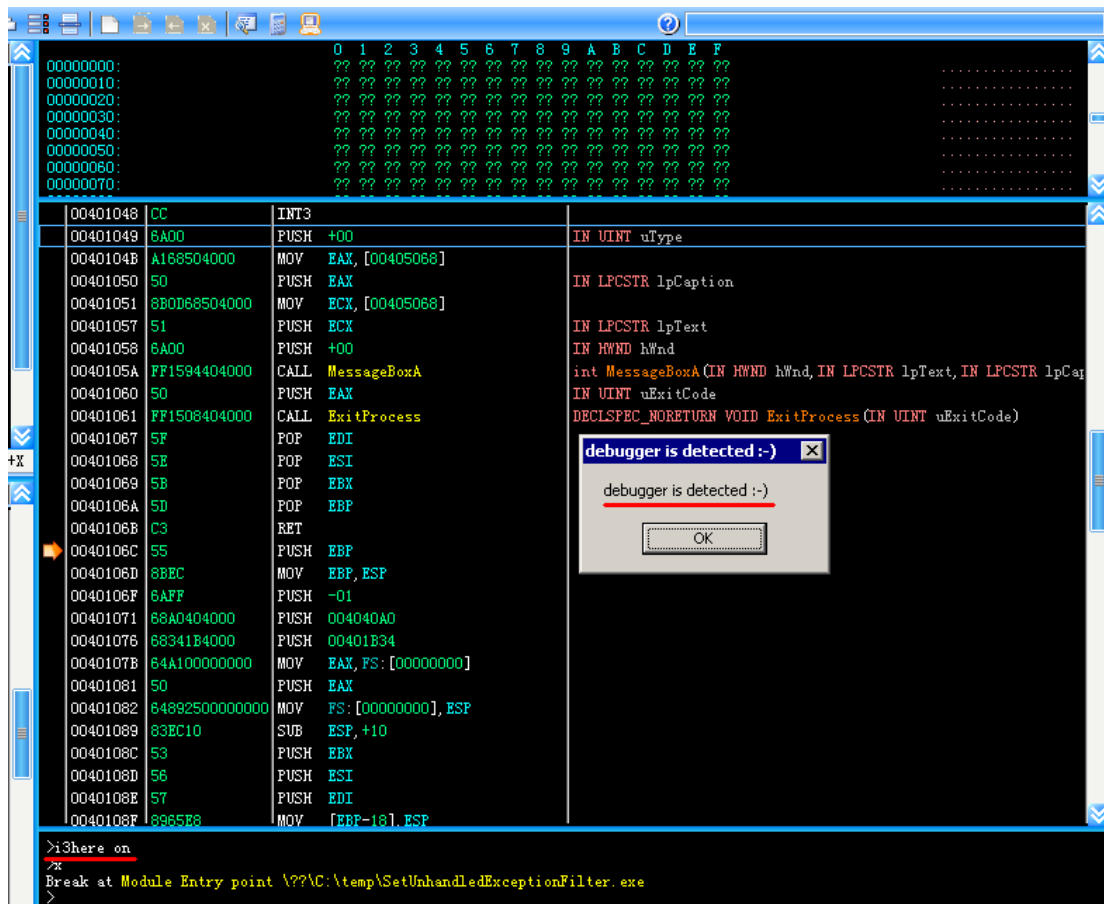 0 1 2 3 4 5 6 7 8 9 A B C D E F
00000000: ?? ?? ?? ?? ?? ?? ?? ?? ?? ?? ?? ?? ?? ?? ?? ?? ................
00000010: ?? ?? ?? ?? ?? ?? ?? ?? ?? ?? ?? ?? ?? ?? ?? ?? ................
00000020: ?? ?? ?? ?? ?? ?? ?? ?? ?? ?? ?? ?? ?? ?? ?? ?? ................
00000030: ?? ?? ?? ?? ?? ?? ?? ?? ?? ?? ?? ?? ?? ?? ?? ?? ................
00000040: ?? ?? ?? ?? ?? ?? ?? ?? ?? ?? ?? ?? ?? ?? ?? ?? ................
00000050: ?? ?? ?? ?? ?? ?? ?? ?? ?? ?? ?? ?? ?? ?? ?? ?? ................
00000060: ?? ?? ?? ?? ?? ?? ?? ?? ?? ?? ?? ?? ?? ?? ?? ?? ................
00000070: ?? ?? ?? ?? ?? ?? ?? ?? ?? ?? ?? ?? ?? ?? ?? ?? ................
00401048 CC INT3
00401049 6A00 PUSH +00 IN UINT uType
0040104B A168504000 MOV EAX,[00405068]
00401050 50 PUSH EAX IN LPCSTR lpCaption
00401051 8B0D68504000 MOV ECX,[00405068]
00401057 51 PUSH ECX IN LPCSTR lpText
00401058 6A00 PUSH +00 IN HWND hWnd
0040105A FF1594404000 CALL MessageBoxA int MessageBoxA(IN HWND hWnd,IN LPCSTR lpText,IN LPCSTR lpCap
00401060 50 PUSH EAX IN UINT uExitCode
00401061 FF1508404000 CALL ExitProcess DECLSPEC_NORETURN VOID ExitProcess(IN UINT uExitCode)
00401067 5F POP EDI
+X
00401068 5E POP ESI
00401069 5B POP EBX
0040106A 5D POP EBP
0040106B C3 RET
0040106C 55 PUSH EBP
0040106D 8BEC MOV EBP,ESP
0040106F 6AFF PUSH -01
00401071 68A0404000 PUSH 004040A0
00401076 68341B4000 PUSH 00401B34
0040107B 64A100000000 MOV EAX,FS:[00000000]
00401081 50 PUSH EAX
00401082 64892500000000 MOV FS:[00000000],ESP
00401089 83EC10 SUB ESP,+10
0040108C 53 PUSH EBX
0040108D 56 PUSH ESI
0040108E 57 PUSH EDI
0040108F 8965E8 MOV [EBP-18],ESP
debugger is detected :-)
debugger is detected :-)
OK
>i3here on
>x
Break at Module Entry point \??\C:\temp\SetUnhandledExceptionFilter.exe
>